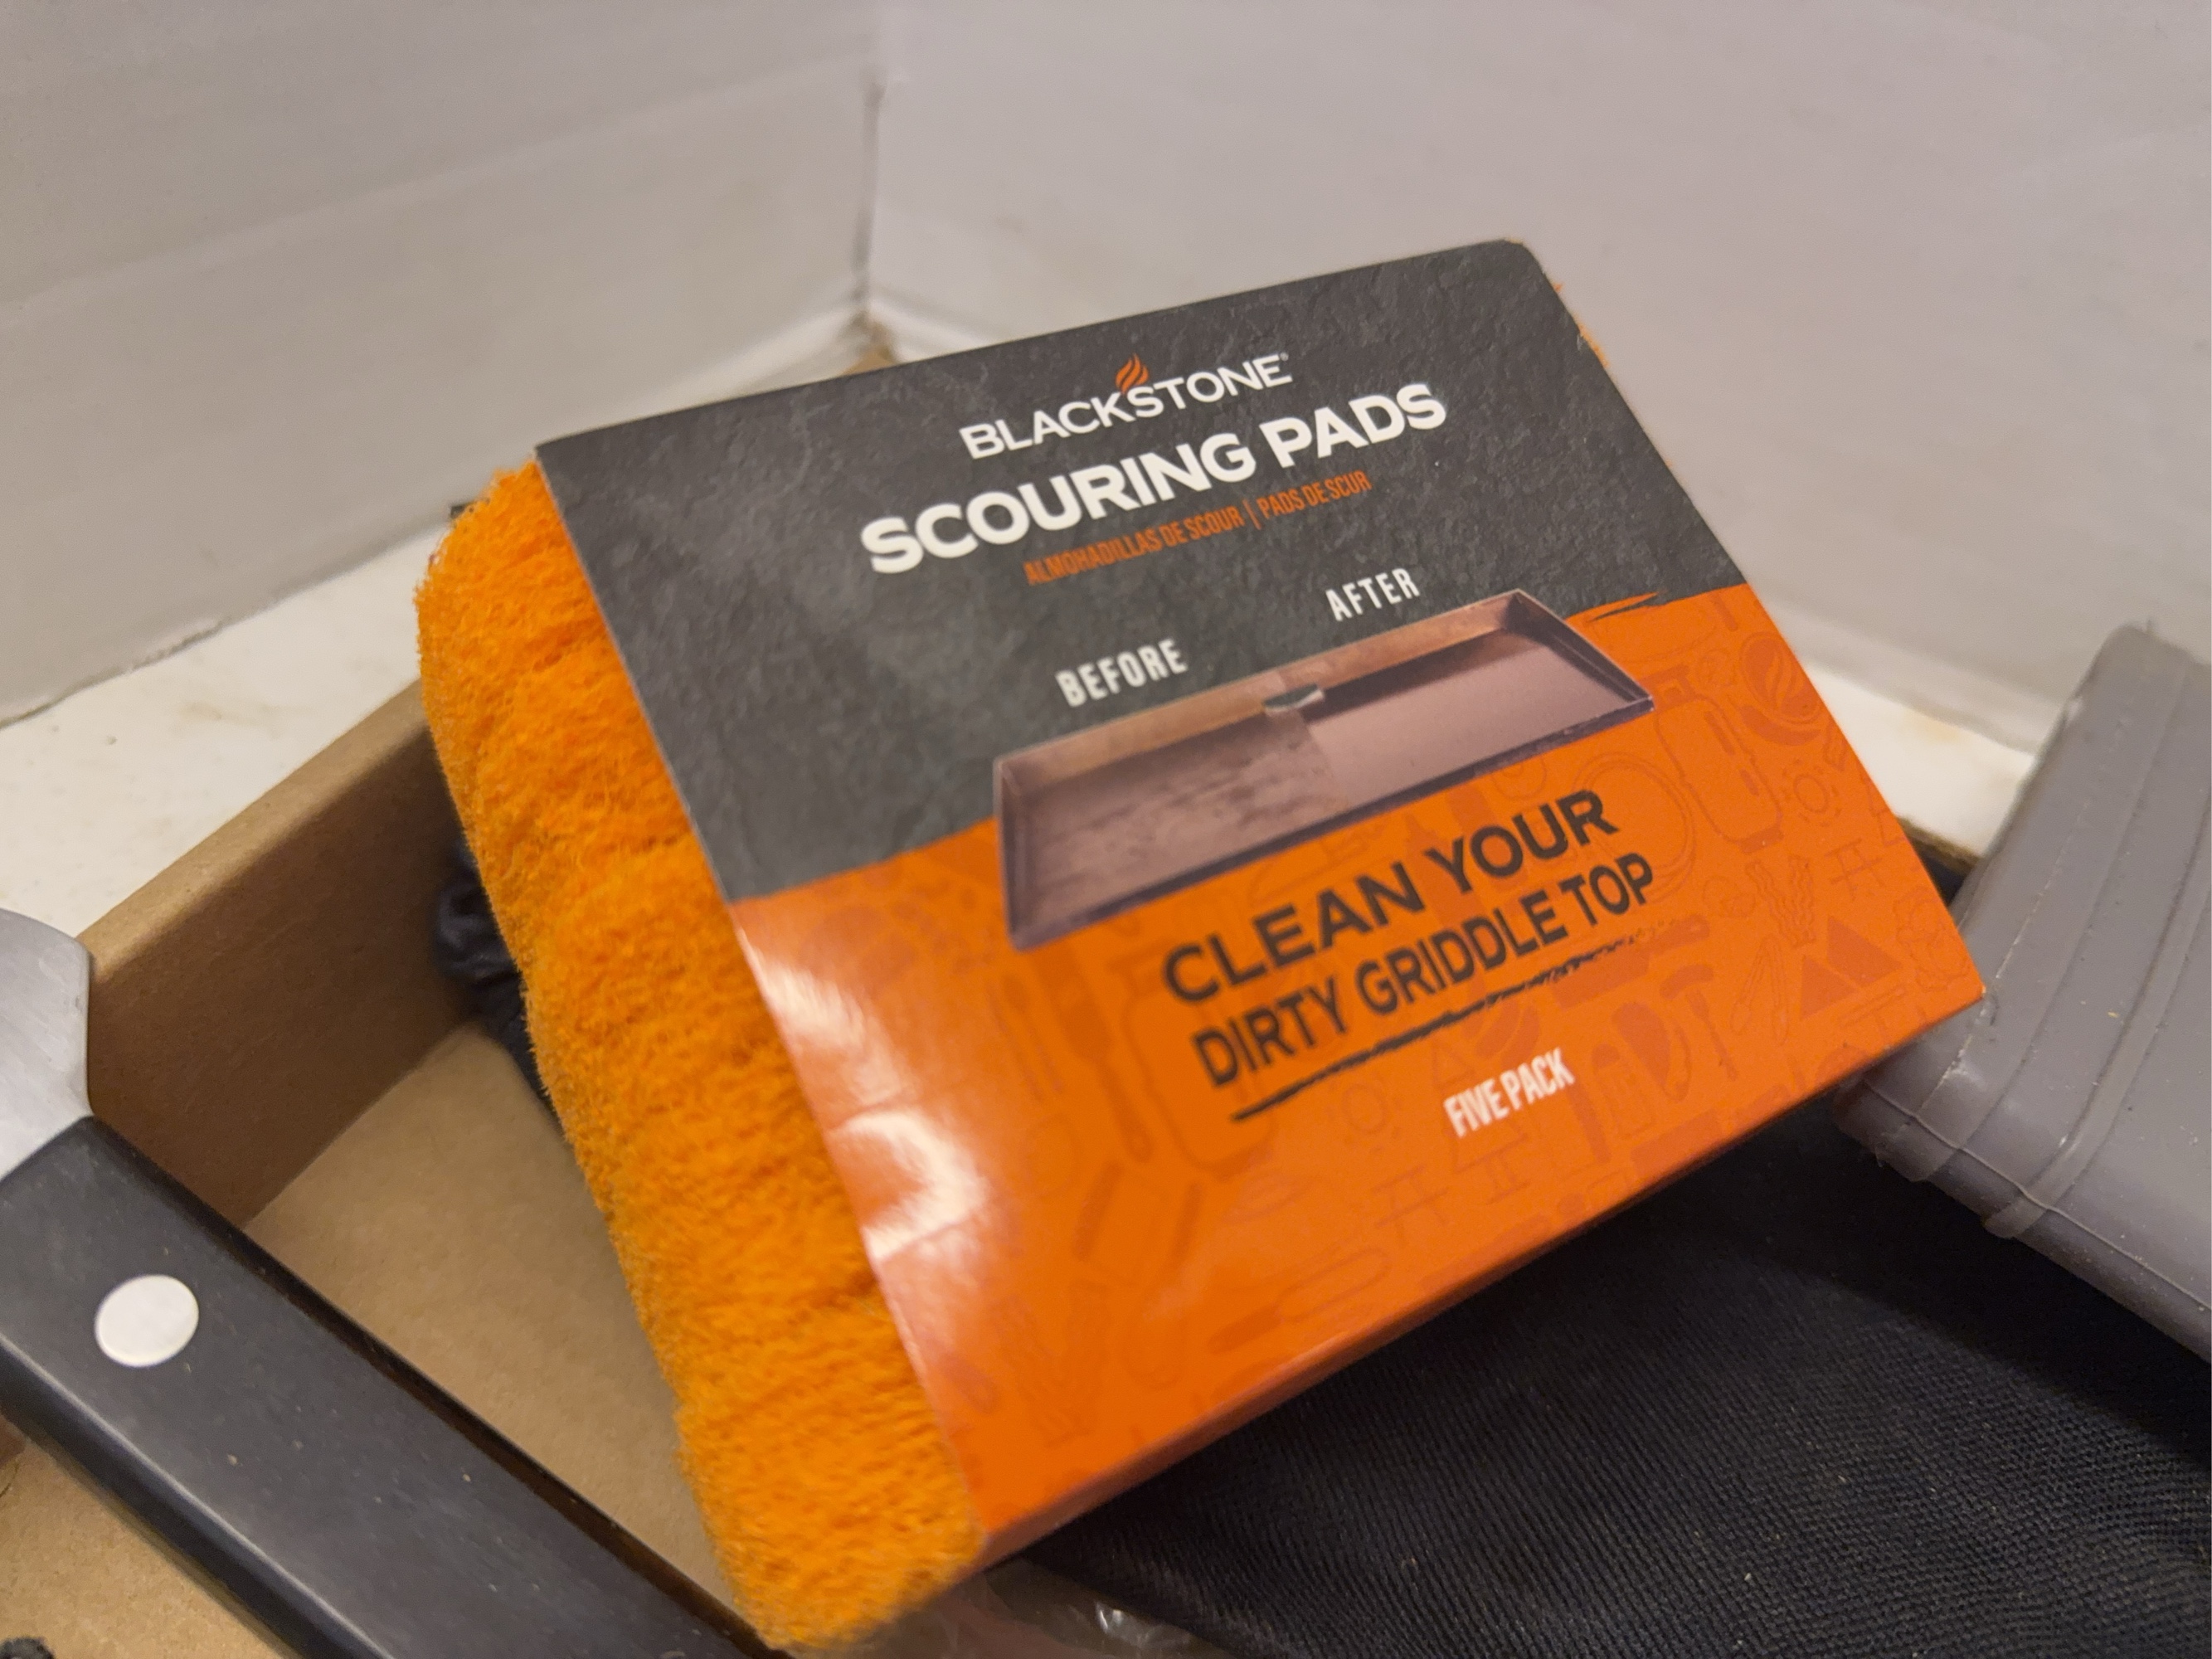 BLACKSTONE®
SCOURING PADS
ALMOHADILLAS DE SCOUR | PADS DE SCUR
BEFORE
AFTER
CLEAN YOUR
DIRTY GRIDDLE TOP
FIVE PACK